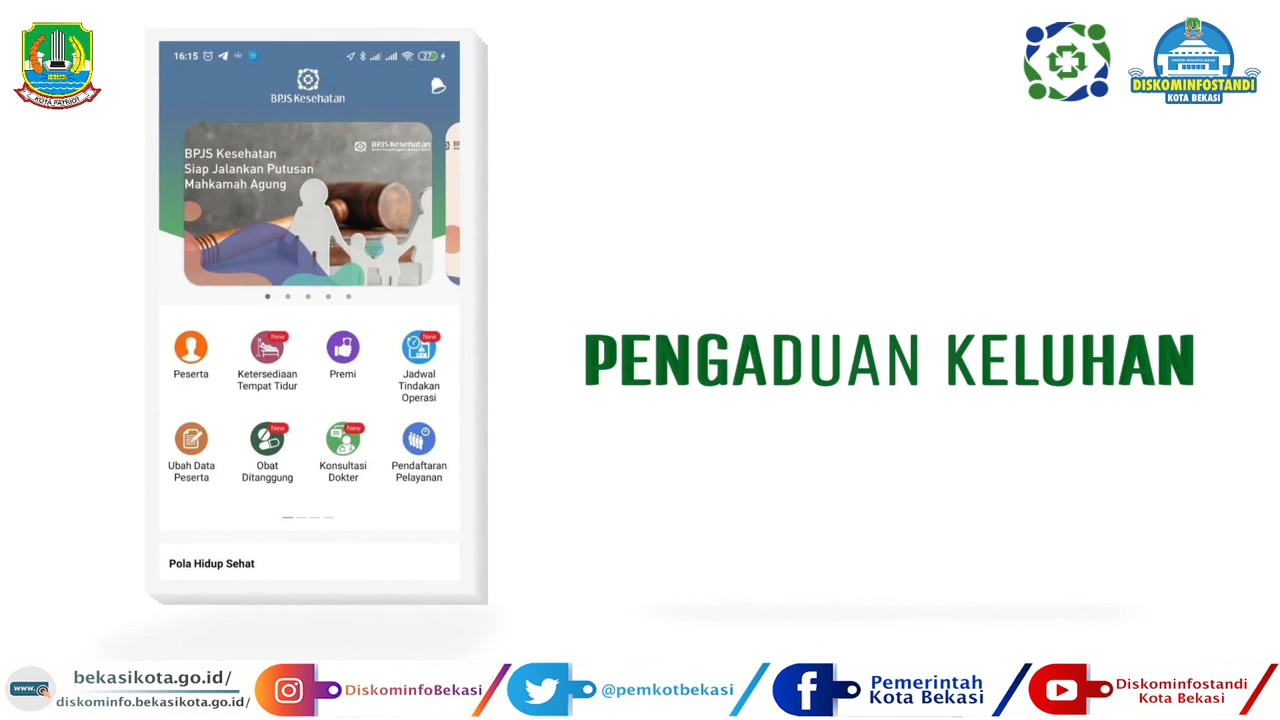 KOTA PATRIOT
16:15
27
BPJS Kesehatan
BPJS Kesehatan
Siap Jalankan Putusan
Mahkamah Agung
BPJS Kesehatan
Peserta
New
Ketersediaan
Tempat Tidur
Premi
New
Jadwal
Tindakan
Operasi
Ubah Data
Peserta
New
Obat
Ditanggung
New
Konsultasi
Dokter
Pendaftaran
Pelayanan
Pola Hidup Sehat
PENGADUAN KELUHAN
DISKOMINFOSTANDI
KOTA BEKASI
www.
bekasikota.go.id/
diskominfo.bekasikota.go.id/
DiskominfoBekasi
@pemkotbekasi
Pemerintah
Kota Bekasi
Diskominfostandi
Kota Bekasi